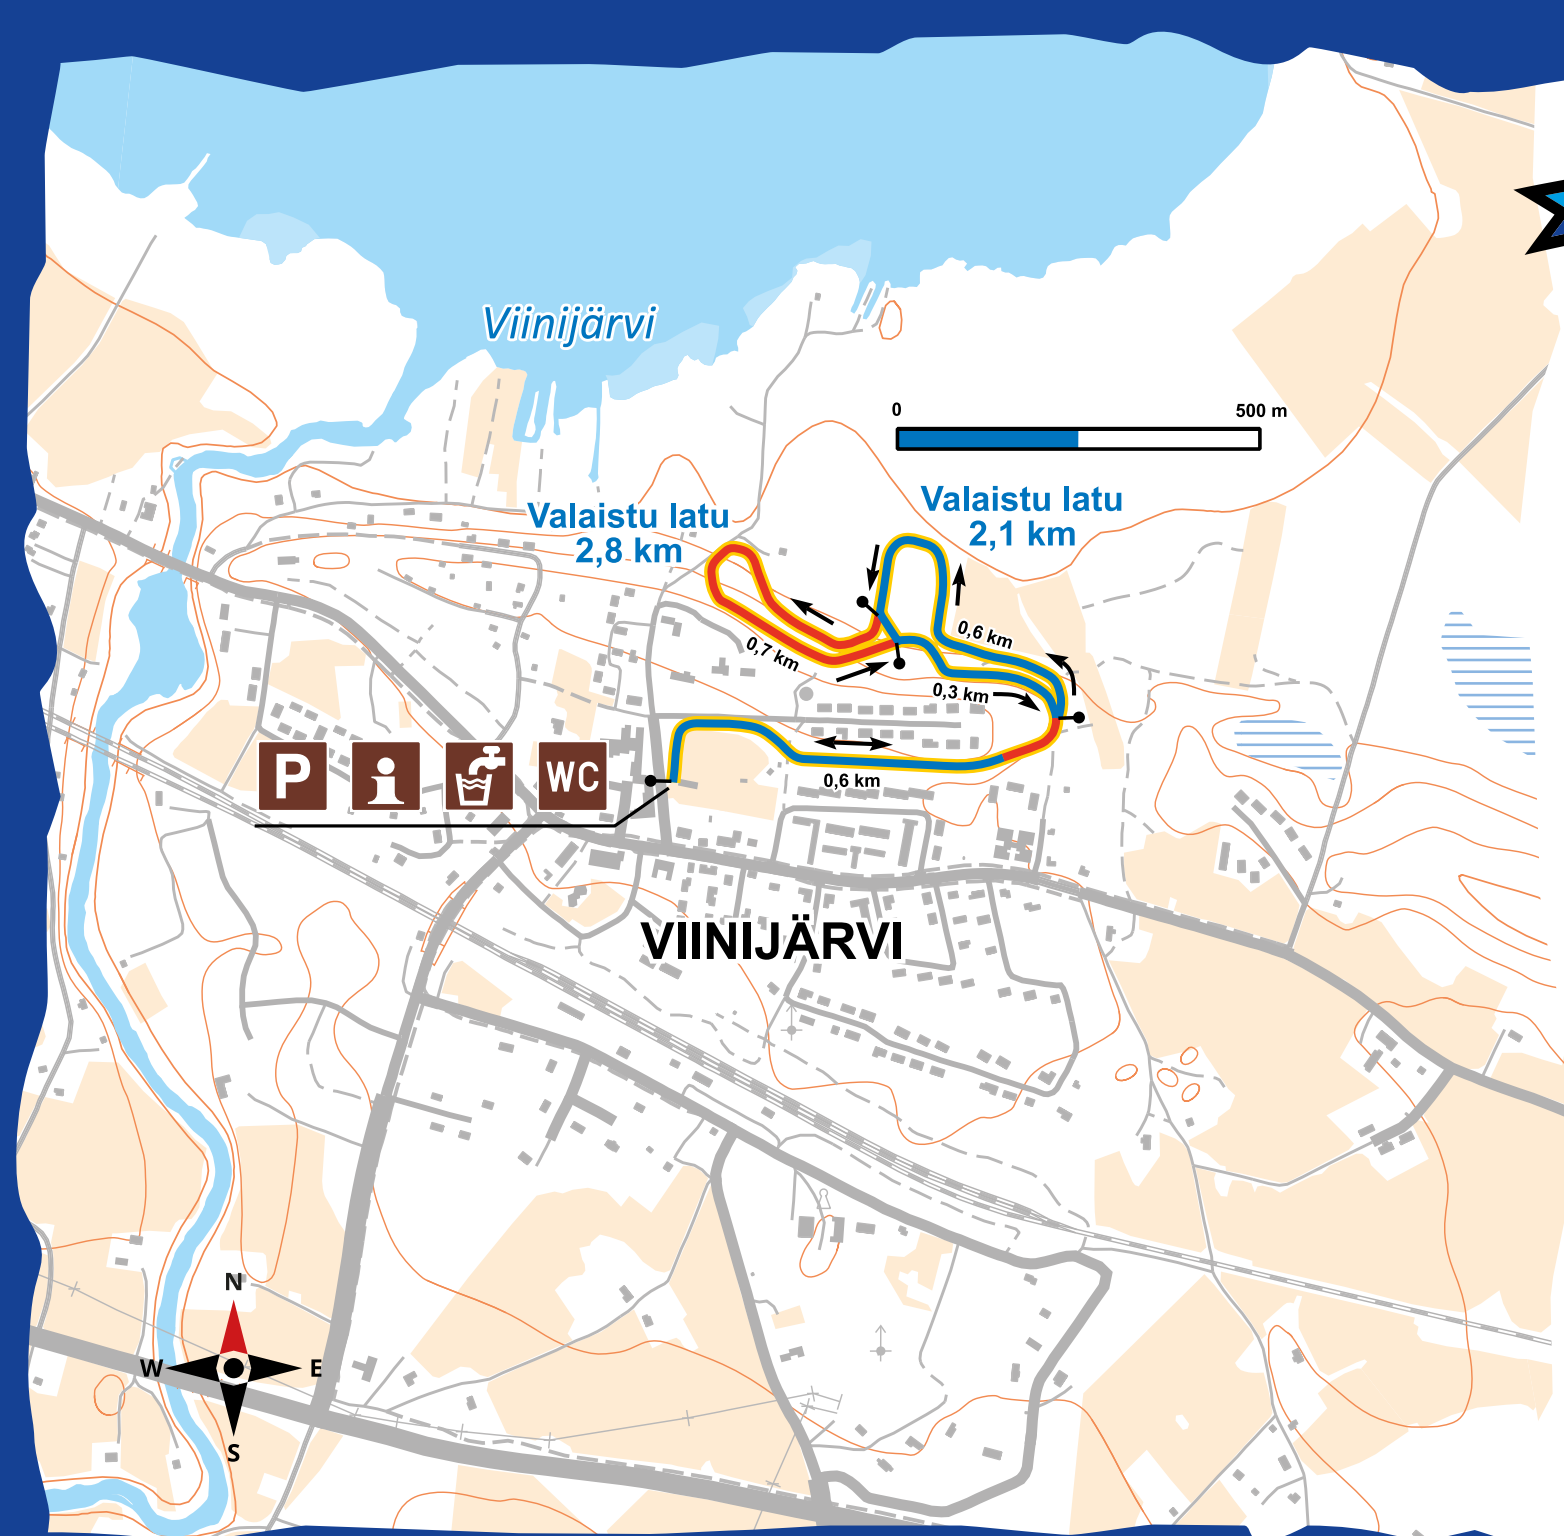 Viinijärvi
0 500 m
Valaistu latu
2,8 km
Valaistu latu
2,1 km
0,6 km
0,7 km
0,3 km
0,6 km
P
i
WC
VIINIJÄRVI
N
W E
S